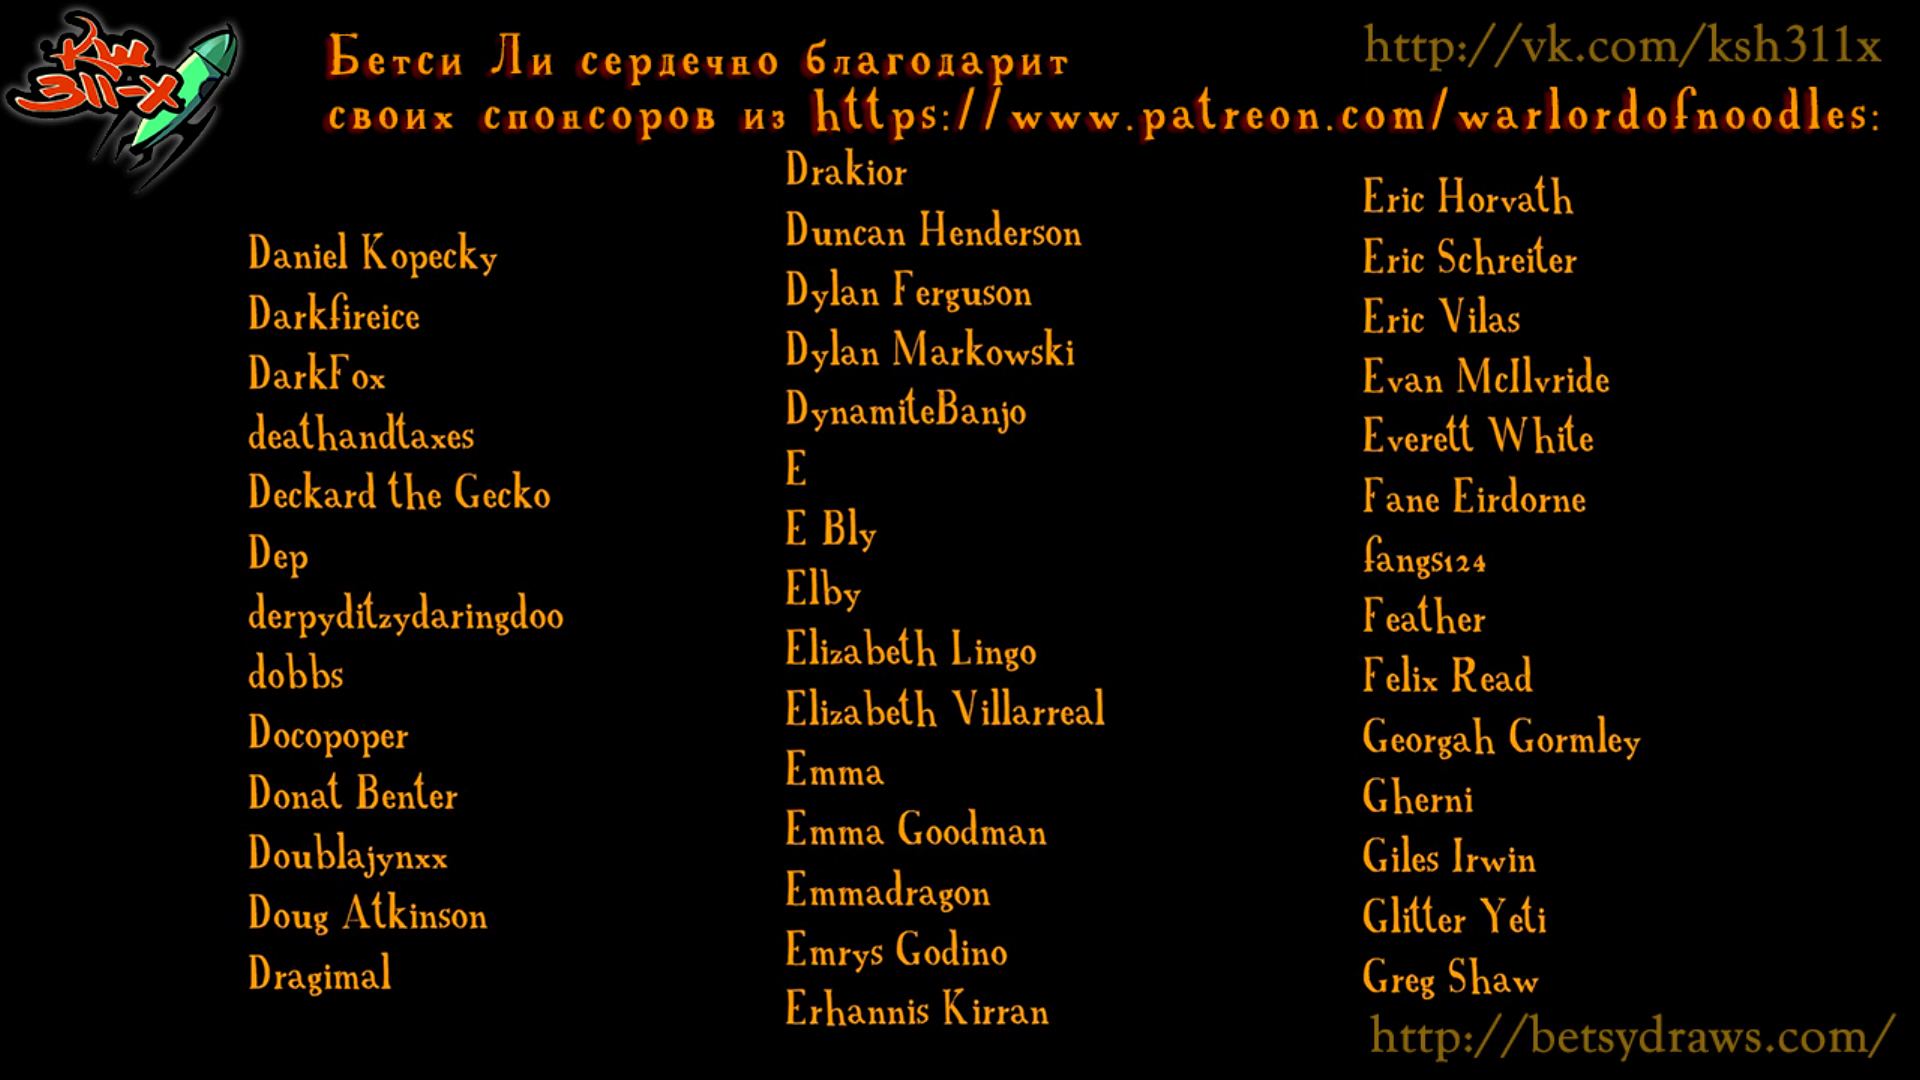 КШ
311-X
Бетси Ли сердечно благодарит
своих спонсоров из https://www.patreon.com/warlordofnoodles:
http://vk.com/ksh311x
Daniel Kopecky
Darkfireice
DarkFox
deathandtaxes
Deckard the Gecko
Dep
derpyditzydaringdoo
dobbs
Docopoper
Donat Benter
Doublajynxx
Doug Atkinson
Dragimal
Drakior
Duncan Henderson
Dylan Ferguson
Dylan Markowski
DynamiteBanjo
E
E Bly
Elby
Elizabeth Lingo
Elizabeth Villarreal
Emma
Emma Goodman
Emmadragon
Emrys Godino
Erhannis Kirran
Eric Horvath
Eric Schreiter
Eric Vilas
Evan McIlvride
Everett White
Fane Eirdorne
fangs124
Feather
Felix Read
Georgah Gormley
Gherni
Giles Irwin
Glitter Yeti
Greg Shaw
http://betsydraws.com/